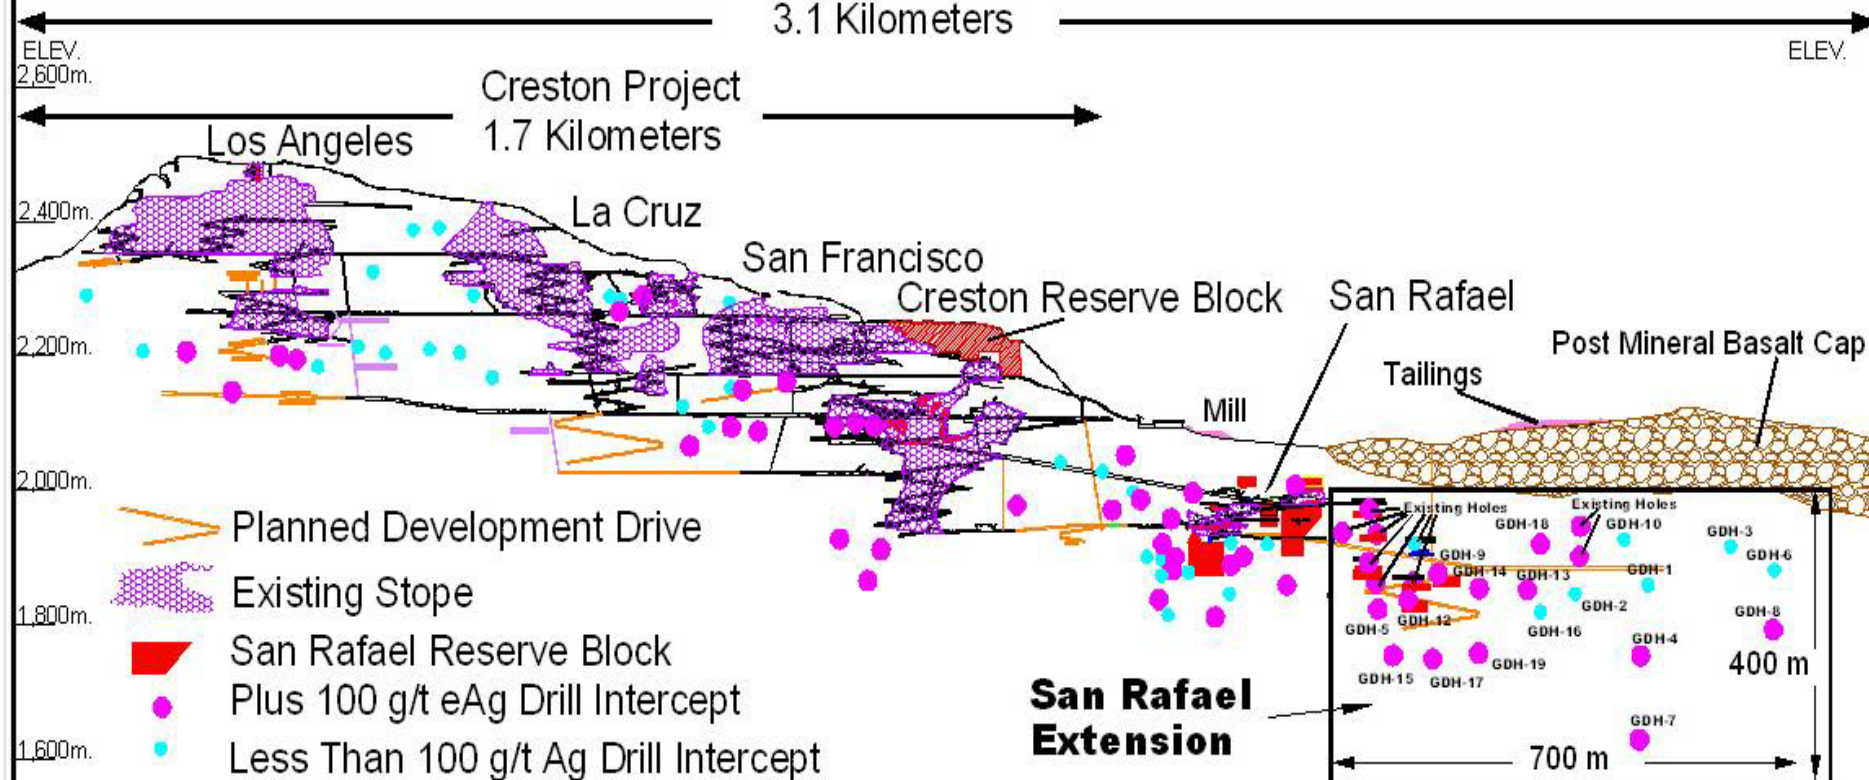 3.1 Kilometers
ELEV.
ELEV.
2,600m.
Creston Project
1.7 Kilometers
Los Angeles
2,400m.
La Cruz
San Francisco
Creston Reserve Block
San Rafael
2,200m.
Post Mineral Basalt Cap
Tailings
Mill
2,000m.
Existing Holes
Existing Holes
Planned Development Drive
GDH-18
GDH-10
GDH-3
GDH-9
GDH-6
GDH-14
GDH-13
GDH-1
Existing Stope
GDH-2
1,800m.
GDH-5
GDH-12
GDH-16
GDH-8
San Rafael Reserve Block
GDH-4
GDH-19
400 m
GDH-15
GDH-17
Plus 100 g/t eAg Drill Intercept
San Rafael
Extension
GDH-7
1,600m.
Less Than 100 g/t Ag Drill Intercept
700 m